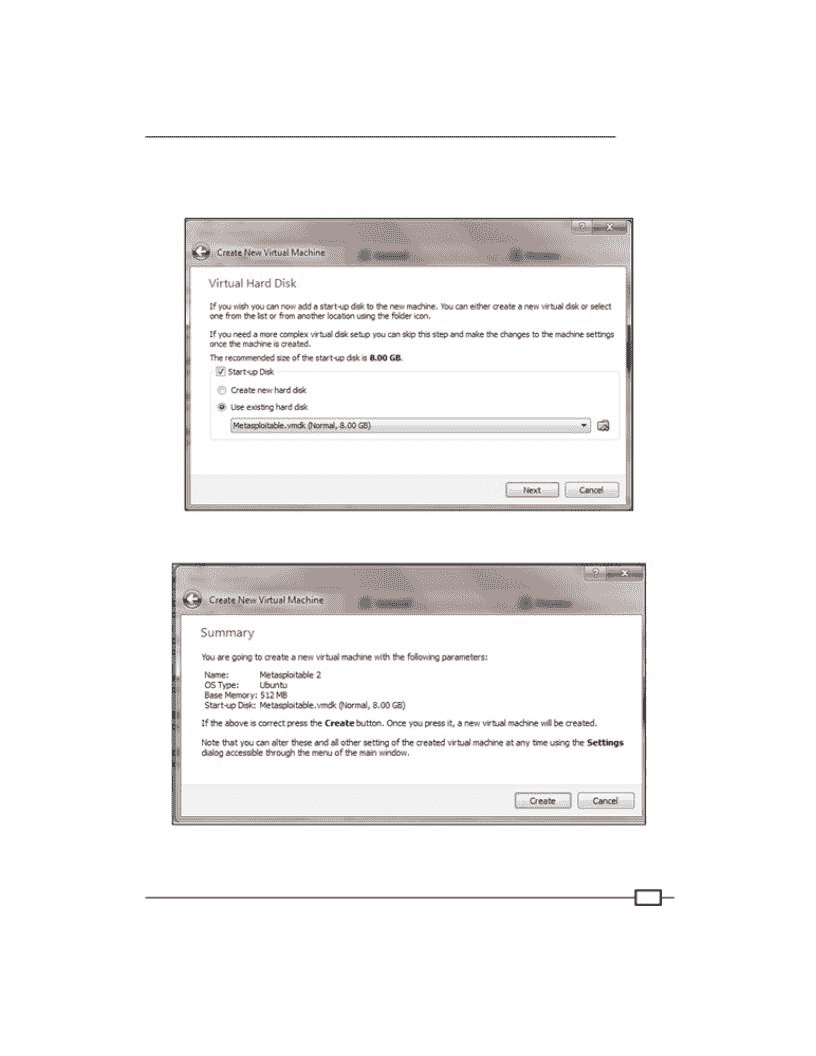 ? X
Create New Virtual Machine
Virtual Hard Disk
If you wish you can now add a start-up disk to the new machine. You can either create a new virtual disk or select
one from the list or from another location using the folder icon.
If you need a more complex virtual disk setup you can skip this step and make the changes to the machine settings
once the machine is created.
The recommended size of the start-up disk is 8.00 GB.
Start-up Disk
Create new hard disk
Use existing hard disk
Metasploitable.vmdk (Normal, 8.00 GB)
Next Cancel
? X
Create New Virtual Machine
Summary
You are going to create a new virtual machine with the following parameters:
Name: Metasploitable 2
OS Type: Ubuntu
Base Memory: 512 MB
Start-up Disk: Metasploitable.vmdk (Normal, 8.00 GB)
If the above is correct press the Create button. Once you press it, a new virtual machine will be created.
Note that you can alter these and all other setting of the created virtual machine at any time using the Settings
dialog accessible through the menu of the main window.
Create Cancel